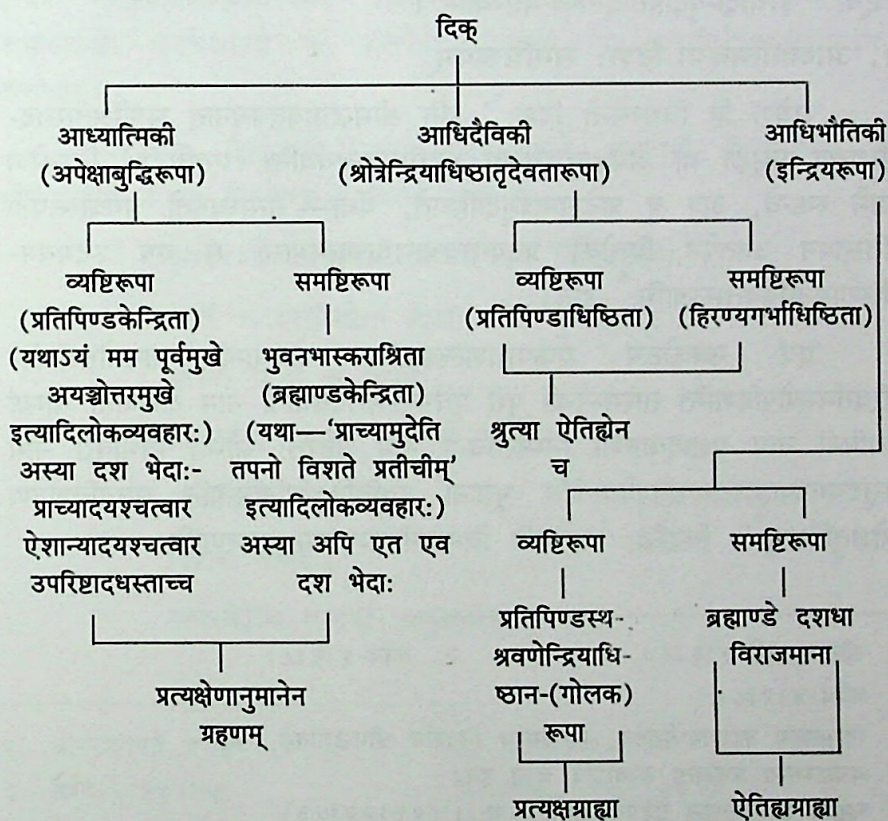 दिक्
आध्यात्मिकी
(अपेक्षाबुद्धिरूपा)
आधिदैविकी
(श्रोत्रेन्द्रियाधिष्ठातृदेवतारूपा)
आधिभौतिकी
(इन्द्रियरूपा)
व्यष्टिरूपा
(प्रतिपिण्डकेन्द्रिता)
(यथाऽयं मम पूर्वमुखे
अयञ्चोत्तरमुखे
इत्यादिलोकव्यवहारः)
अस्या दश भेदाः-
प्राच्यादयश्चत्वार
ऐशान्यादयश्चत्वार
उपरिष्टादधस्ताच्च
समष्टिरूपा
भुवनभास्कराश्रिता
(ब्रह्माण्डकेन्द्रिता)
(यथा—‘प्राच्यामुदेति
तपनो विशते प्रतीचीम्’
इत्यादिलोकव्यवहारः)
अस्या अपि एत एव
दश भेदाः
प्रत्यक्षेणानुमानेन
ग्रहणम्
व्यष्टिरूपा
(प्रतिपिण्डाधिष्ठिता)
समष्टिरूपा
(हिरण्यगर्भाधिष्ठिता)
श्रुत्या ऐतिह्येन
च
व्यष्टिरूपा
प्रतिपिण्डस्थ-
श्रवणेन्द्रियाधि-
ष्ठान-(गोलक)
रूपा
प्रत्यक्षग्राह्या
समष्टिरूपा
ब्रह्माण्डे दशधा
विराजमाना
ऐतिह्यग्राह्या